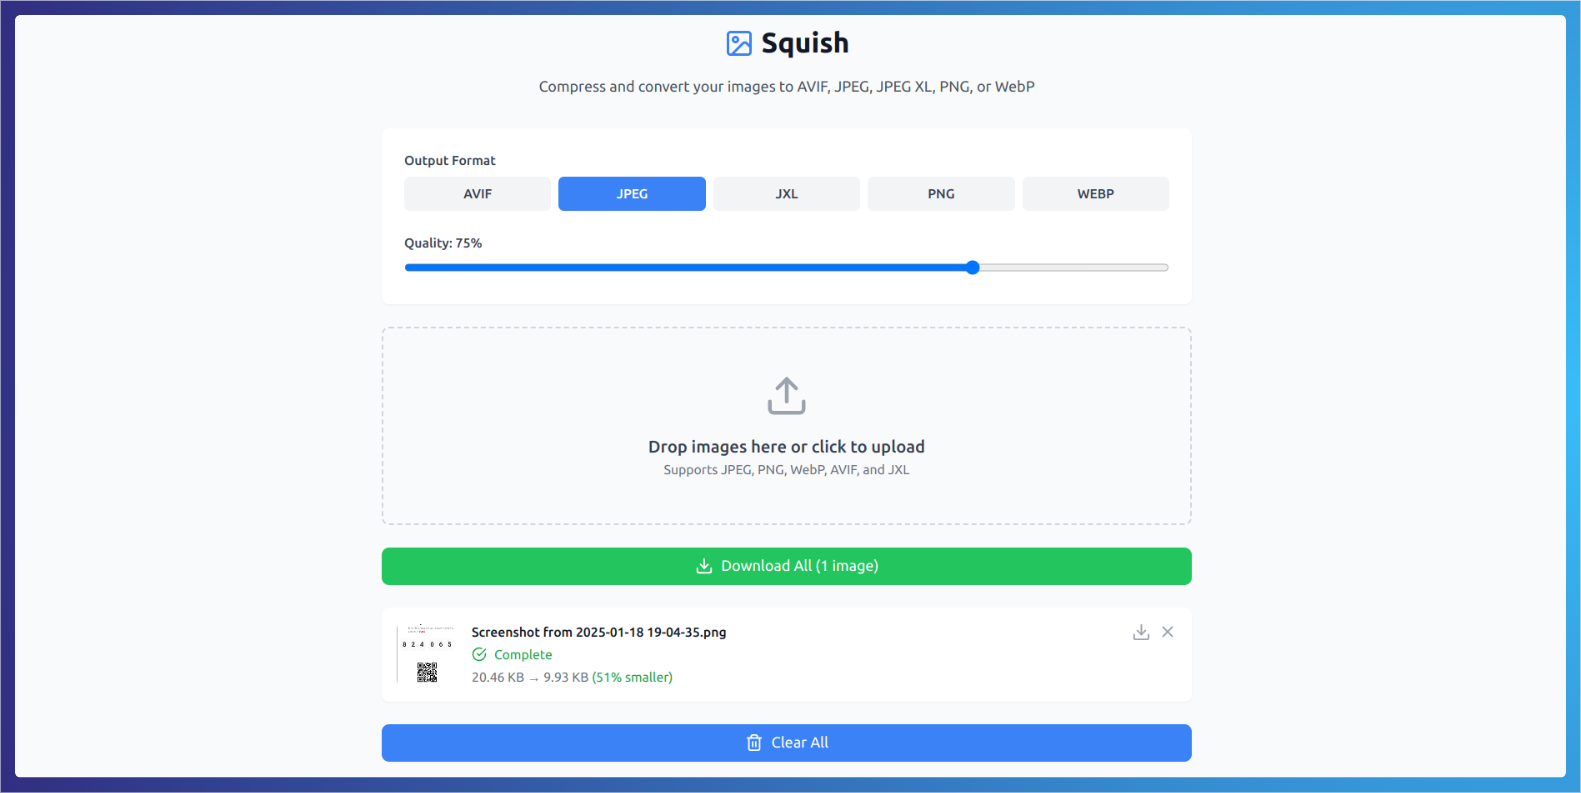 Squish
Compress and convert your images to AVIF, JPEG, JPEG XL, PNG, or WebP
Output Format
AVIF
JPEG
JXL
PNG
WEBP
Quality: 75%
Drop images here or click to upload
Supports JPEG, PNG, WebP, AVIF, and JXL
Download All (1 image)
8 2 4 0 6 5
Screenshot from 2025-01-18 19-04-35.png
Complete
20.46 KB → 9.93 KB (51% smaller)
Clear All